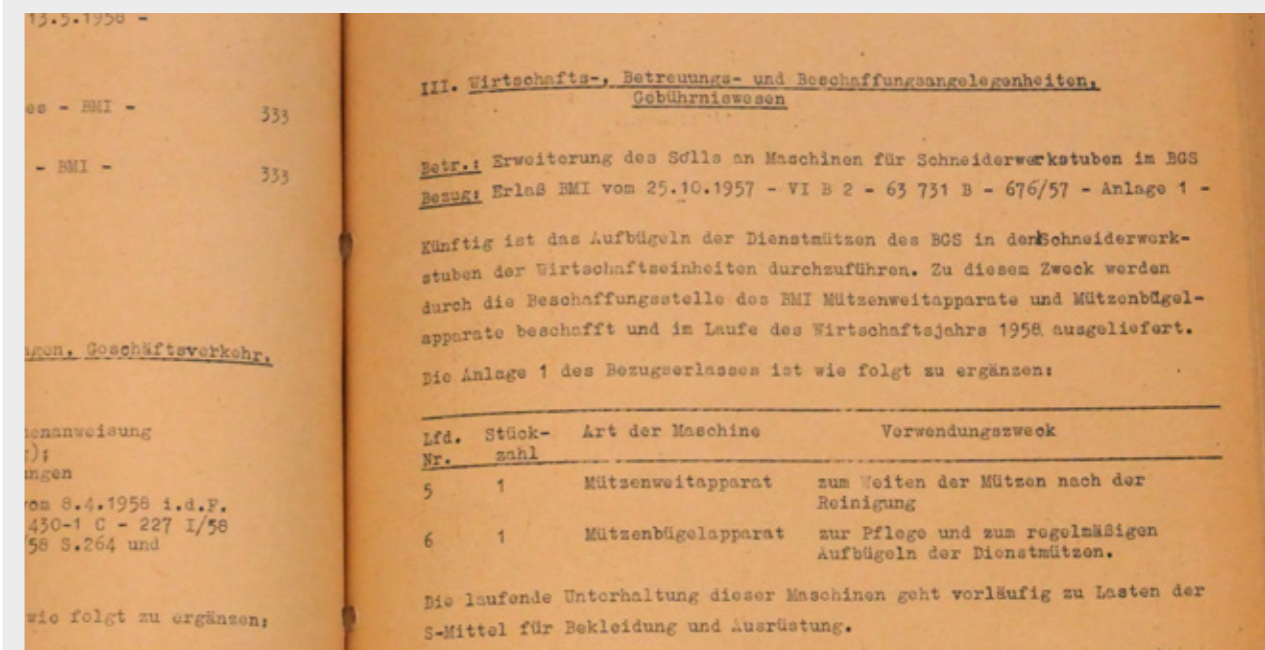 13.5.1958 -
es - BMI -
333
- BMI -
333
ngen, Geschäftsverkehr,
enanweisung
);
ngen
vom 8.4.1958 i.d.F.
430-1 C - 227 I/58
/58 S.264 und
wie folgt zu ergänzen:
III. Wirtschafts-, Betreuungs- und Beschaffungsangelegenheiten,
Gebührniswesen
Betr.: Erweiterung des Solls an Maschinen für Schneiderwerkstuben im BGS
Bezug: Erlaß BMI vom 25.10.1957 - VI B 2 - 63 731 B - 676/57 - Anlage 1 -
Künftig ist das Aufbügeln der Dienstmützen des BGS in den Schneiderwerk-
stuben der Wirtschaftseinheiten durchzuführen. Zu diesem Zweck werden
durch die Beschaffungsstelle des BMI Mützenweitapparate und Mützenbügel-
apparate beschafft und im Laufe des Wirtschaftsjahrs 1958 ausgeliefert.
Die Anlage 1 des Bezugserlasses ist wie folgt zu ergänzen:
Lfd. Stück- Art der Maschine Verwendungszweck
Nr. zahl
5 1 Mützenweitapparat zum Weiten der Mützen nach der
Reinigung
6 1 Mützenbügelapparat zur Pflege und zum regelmäßigen
Aufbügeln der Dienstmützen.
Die laufende Unterhaltung dieser Maschinen geht vorläufig zu Lasten der
S-Mittel für Bekleidung und Ausrüstung.